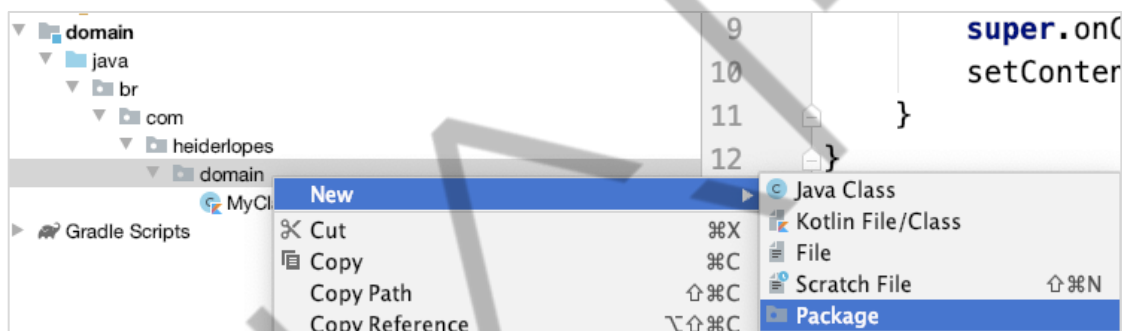 domain
java
br
com
heiderlopes
domain
MyCl
Gradle Scripts
9 super.onC
10 setConten
11 }
12 }
New
Cut ⌘X
Copy ⌘C
Copy Path ⇧⌘C
Copy Reference ⌥⇧⌘C
Java Class
Kotlin File/Class
File
Scratch File ⇧⌘N
Package